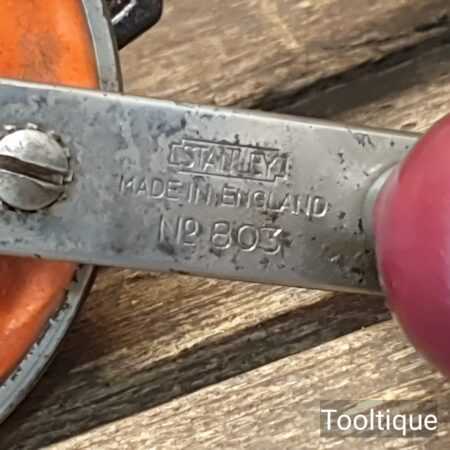 STANLEY
MADE IN ENGLAND
Nº 803
Tooltique